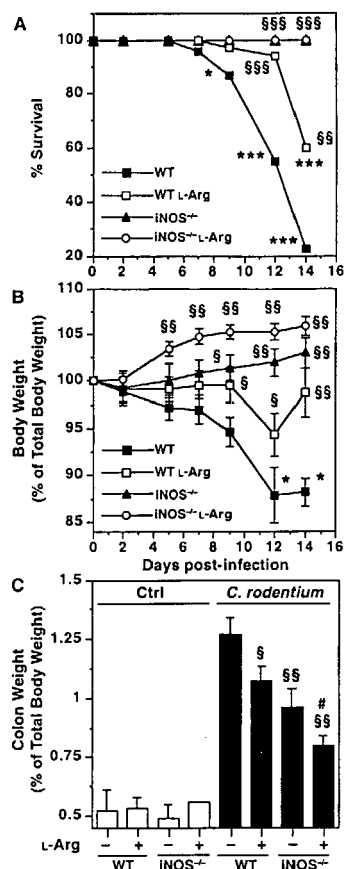 A
§§§ §§§
100
80
60
40
20
% Survival
* §§§
§§
*** ***
***
WT
WT L-Arg
iNOS-/-
iNOS-/- L-Arg
0 2 4 6 8 10 12 14 16
B
110
105
100
95
90
85
Body Weight
(% of Total Body Weight)
§§ §§ §§ §§ §§
§ §§ §§
§ § §§
* *
WT
WT L-Arg
iNOS-/-
iNOS-/- L-Arg
0 2 4 6 8 10 12 14 16
Days post-infection
C
1.5
1.25
1
0.75
0.5
Colon Weight
(% of Total Body Weight)
Ctrl C. rodentium
§
§§
#
§§
L-Arg – + – + – + – +
WT iNOS-/- WT iNOS-/-